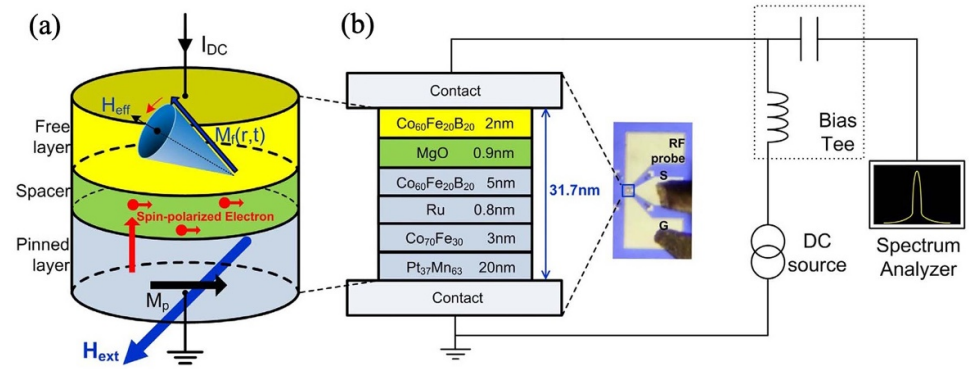 (a)
I_DC
H_eff
M_f(r,t)
Free
layer
Spacer
Spin-polarized Electron
Pinned
layer
M_p
H_ext
(b)
Contact
Co₆₀Fe₂₀B₂₀ 2nm
MgO 0.9nm
Co₆₀Fe₂₀B₂₀ 5nm
Ru 0.8nm
Co₇₀Fe₃₀ 3nm
Pt₃₇Mn₆₃ 20nm
Contact
31.7nm
RF
probe
S
G
Bias
Tee
DC
source
Spectrum
Analyzer